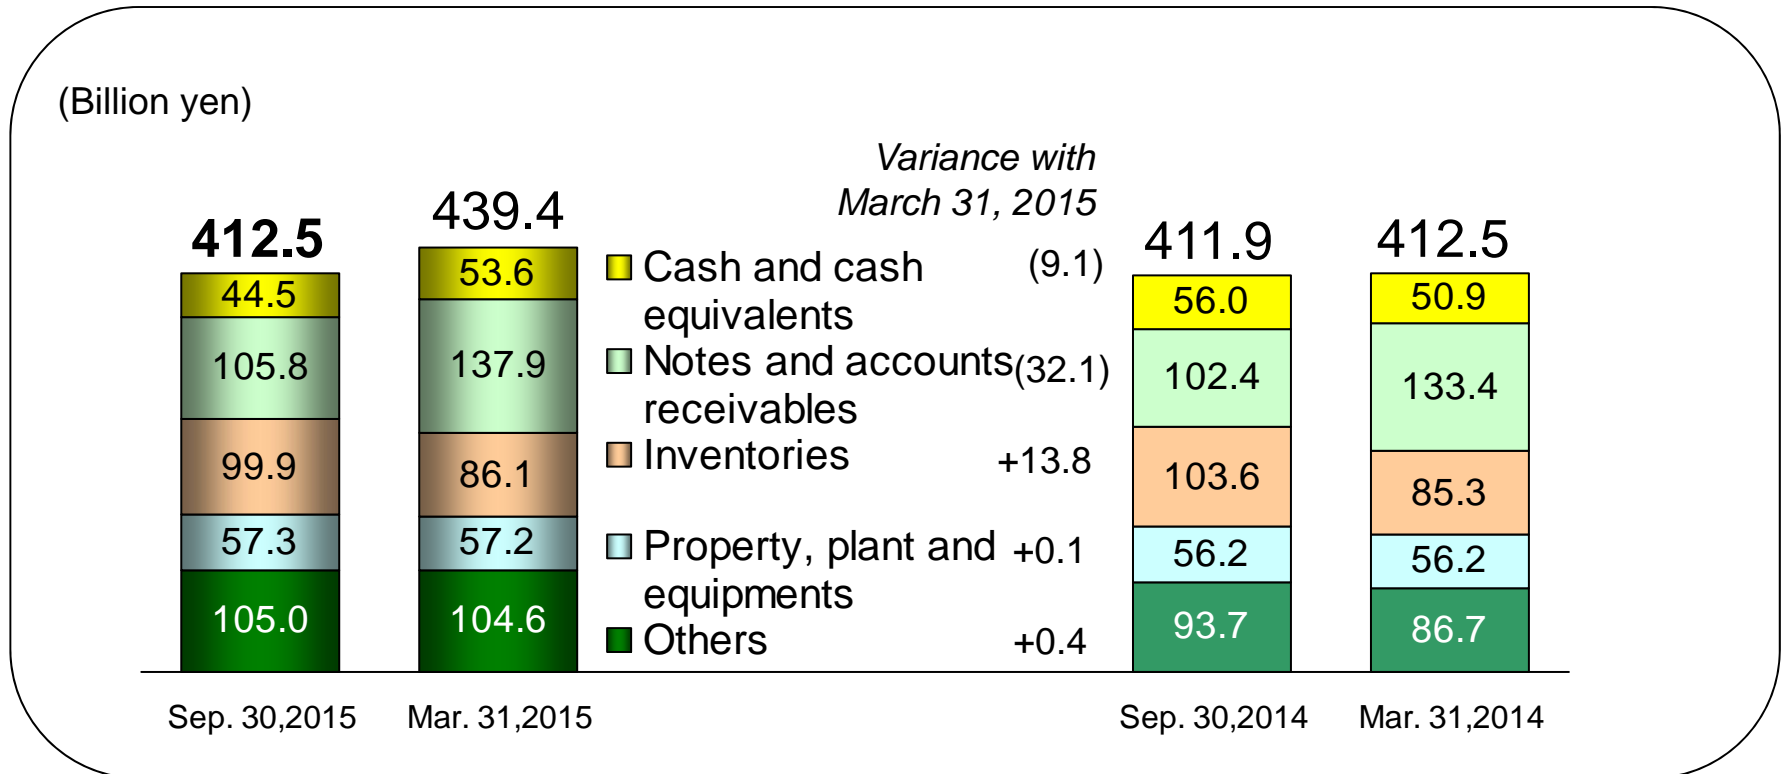 (Billion yen)
Variance with
March 31, 2015
412.5
439.4
411.9
412.5
44.5
105.8
99.9
57.3
105.0
53.6
137.9
86.1
57.2
104.6
Cash and cash
equivalents
(9.1)
Notes and accounts
receivables
(32.1)
Inventories
+13.8
Property, plant and
equipments
+0.1
Others
+0.4
56.0
102.4
103.6
56.2
93.7
50.9
133.4
85.3
56.2
86.7
Sep. 30,2015
Mar. 31,2015
Sep. 30,2014
Mar. 31,2014